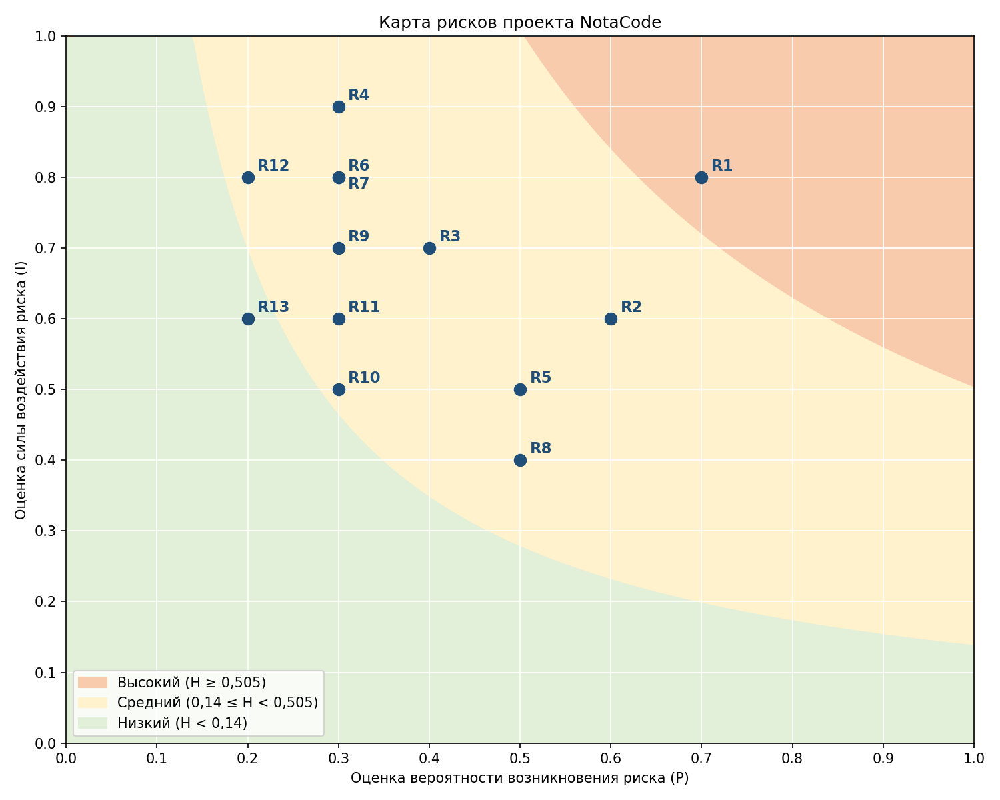 Карта рисков проекта NotaCode
Оценка силы воздействия риска (I)
1.0
0.9
0.8
0.7
0.6
0.5
0.4
0.3
0.2
0.1
0.0
R4
R12
R6
R7
R1
R9
R3
R13
R11
R2
R10
R5
R8
Высокий (H ≥ 0,505)
Средний (0,14 ≤ H < 0,505)
Низкий (H < 0,14)
0.0 0.1 0.2 0.3 0.4 0.5 0.6 0.7 0.8 0.9 1.0
Оценка вероятности возникновения риска (P)